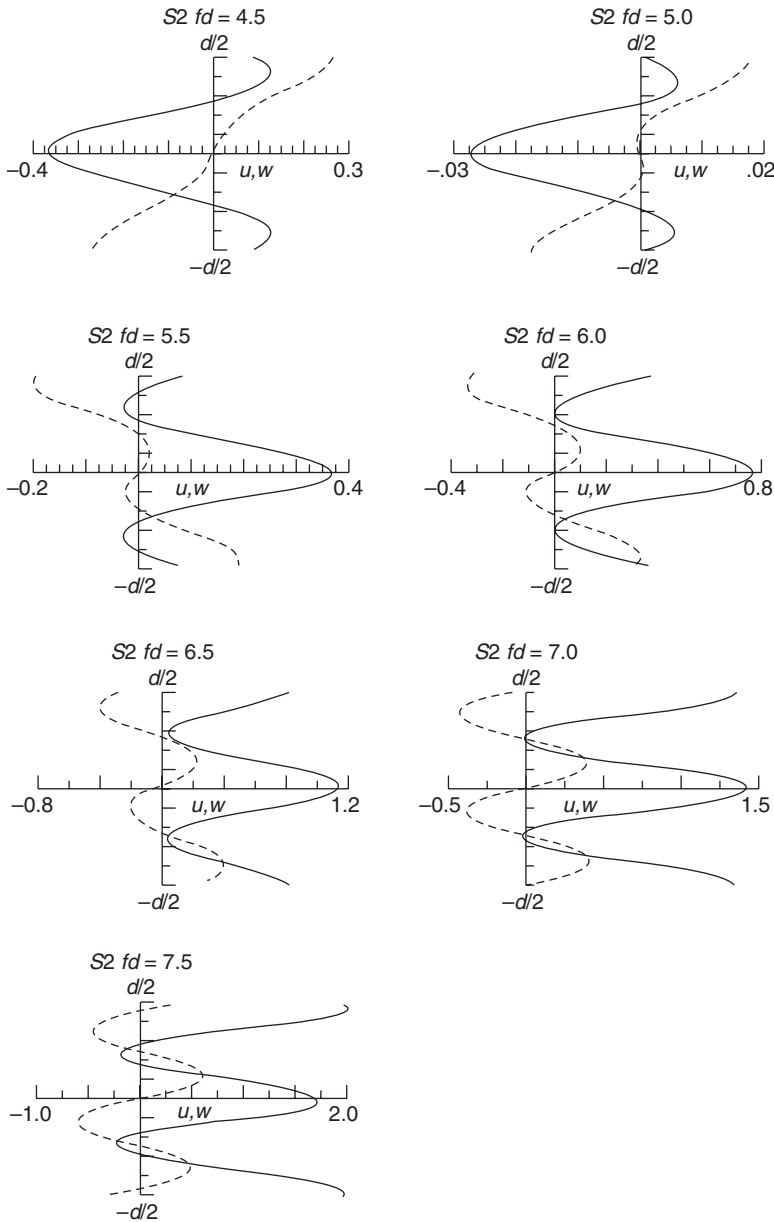 S2 fd = 4.5
d/2
−0.4
u,w
0.3
−d/2
S2 fd = 5.0
d/2
−.03
u,w
.02
−d/2
S2 fd = 5.5
d/2
−0.2
u,w
0.4
−d/2
S2 fd = 6.0
d/2
−0.4
u,w
0.8
−d/2
S2 fd = 6.5
d/2
−0.8
u,w
1.2
−d/2
S2 fd = 7.0
d/2
−0.5
u,w
1.5
−d/2
S2 fd = 7.5
d/2
−1.0
u,w
2.0
−d/2